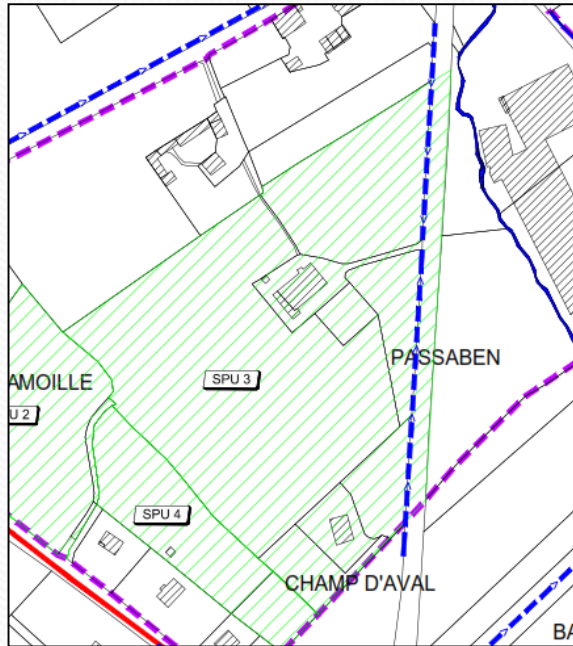 PASSABEN
SPU 3
AMOILLE
U 2
SPU 4
CHAMP D'AVAL
BA